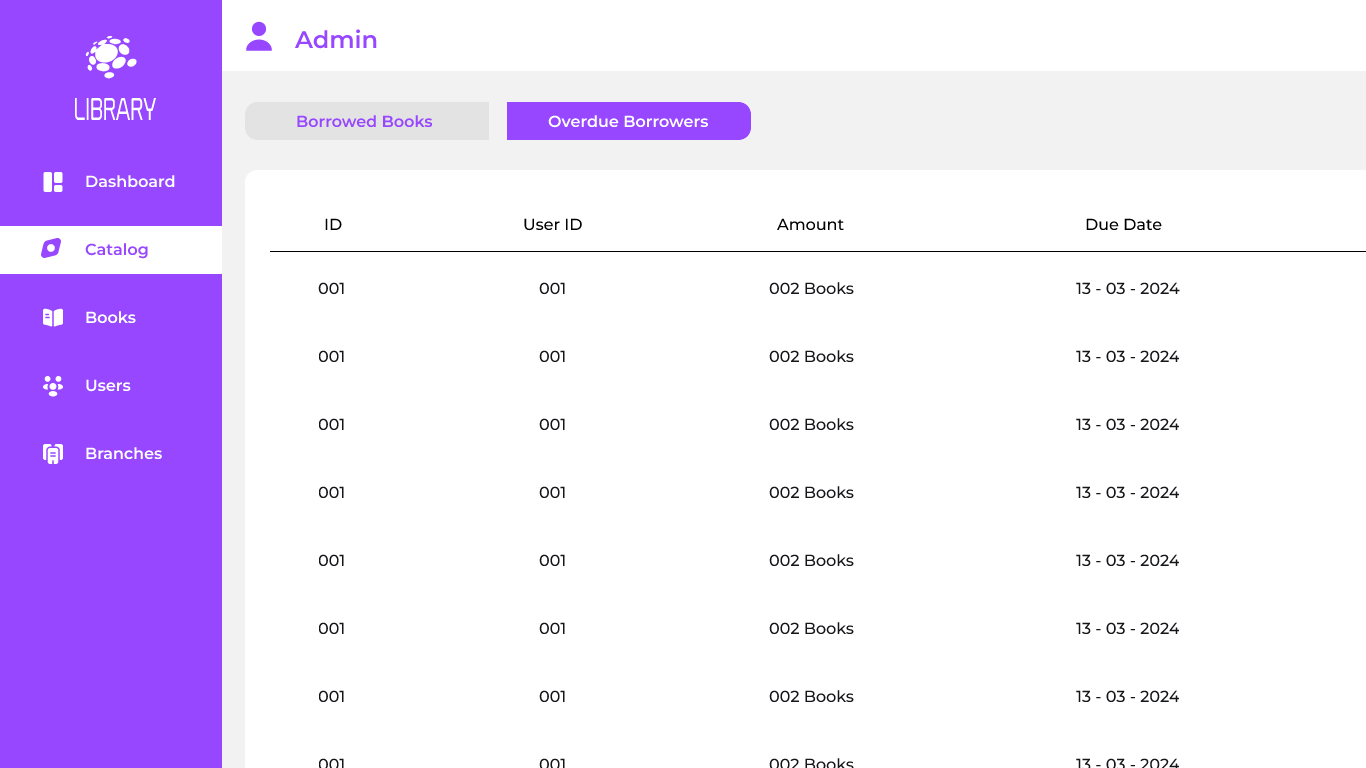 LIBRARY
Dashboard
Catalog
Books
Users
Branches
Admin
Borrowed Books
Overdue Borrowers
ID User ID Amount Due Date
001 001 002 Books 13 - 03 - 2024
001 001 002 Books 13 - 03 - 2024
001 001 002 Books 13 - 03 - 2024
001 001 002 Books 13 - 03 - 2024
001 001 002 Books 13 - 03 - 2024
001 001 002 Books 13 - 03 - 2024
001 001 002 Books 13 - 03 - 2024
001 001 002 Books 13 - 03 - 2024